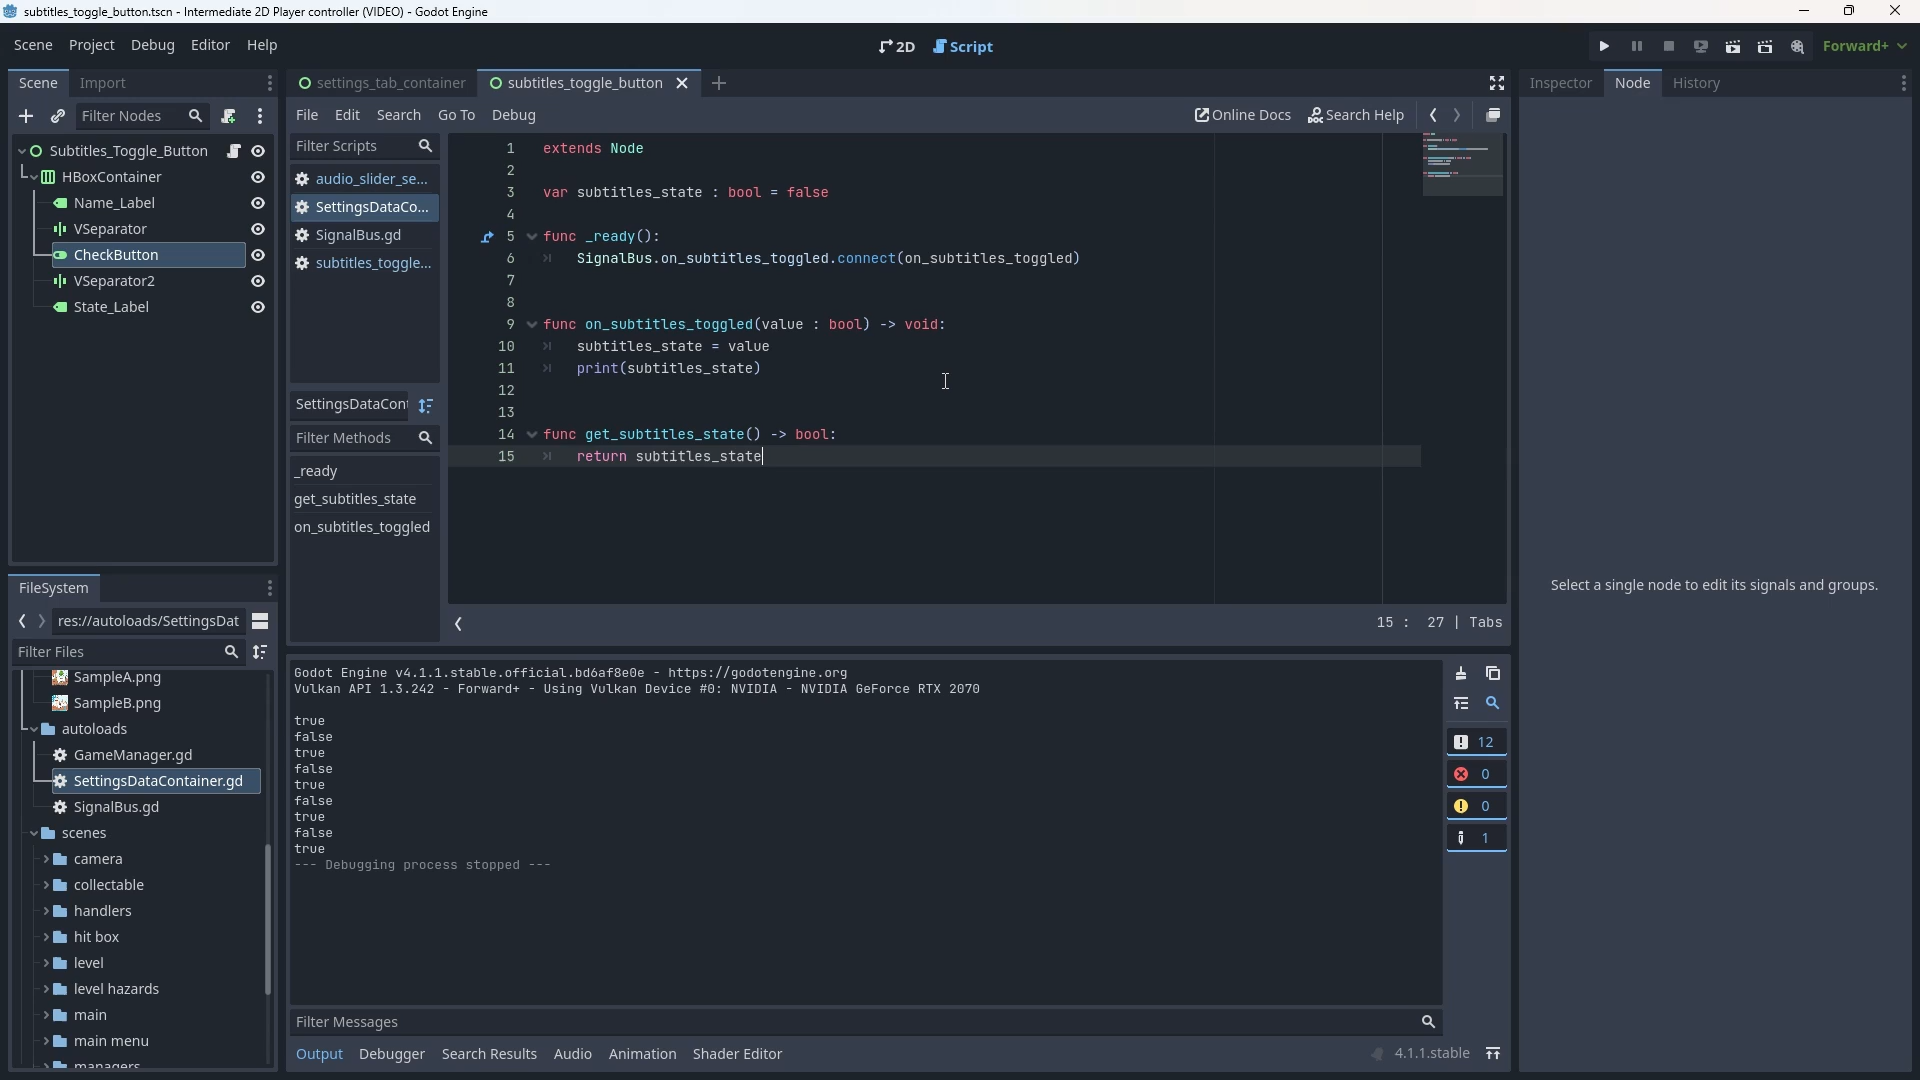 subtitles_toggle_button.tscn - Intermediate 2D Player controller (VIDEO) - Godot Engine
Scene Project Debug Editor Help
2D Script
Forward+
Scene Import
settings_tab_container subtitles_toggle_button
Inspector Node History
Filter Nodes
File Edit Search Go To Debug
Online Docs Search Help
Subtitles_Toggle_Button
HBoxContainer
Name_Label
VSeparator
CheckButton
VSeparator2
State_Label
Filter Scripts
audio_slider_se...
SettingsDataCo...
SignalBus.gd
subtitles_toggle...
SettingsDataCont
Filter Methods
_ready
get_subtitles_state
on_subtitles_toggled
1 extends Node
2
3 var subtitles_state : bool = false
4
5 func _ready():
6 SignalBus.on_subtitles_toggled.connect(on_subtitles_toggled)
7
8
9 func on_subtitles_toggled(value : bool) -> void:
10 subtitles_state = value
11 print(subtitles_state)
12
13
14 func get_subtitles_state() -> bool:
15 return subtitles_state
15 : 27 | Tabs
Select a single node to edit its signals and groups.
FileSystem
res://autoloads/SettingsDat
Filter Files
SampleA.png
SampleB.png
autoloads
GameManager.gd
SettingsDataContainer.gd
SignalBus.gd
scenes
camera
collectable
handlers
hit box
level
level hazards
main
main menu
managers
Godot Engine v4.1.1.stable.official.bd6af8e0e - https://godotengine.org
Vulkan API 1.3.242 - Forward+ - Using Vulkan Device #0: NVIDIA - NVIDIA GeForce RTX 2070
true
false
true
false
true
false
true
false
true
--- Debugging process stopped ---
12
0
0
1
Filter Messages
Output Debugger Search Results Audio Animation Shader Editor
4.1.1.stable